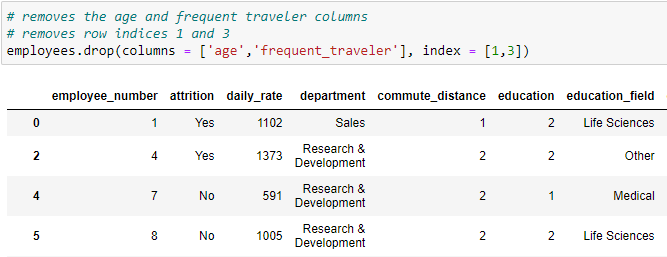 # removes the age and frequent traveler columns
# removes row indices 1 and 3
employees.drop(columns = ['age','frequent_traveler'], index = [1,3])
employee_number attrition daily_rate department commute_distance education education_field
0 1 Yes 1102 Sales 1 2 Life Sciences
2 4 Yes 1373 Research &
Development 2 2 Other
4 7 No 591 Research &
Development 2 1 Medical
5 8 No 1005 Research &
Development 2 2 Life Sciences